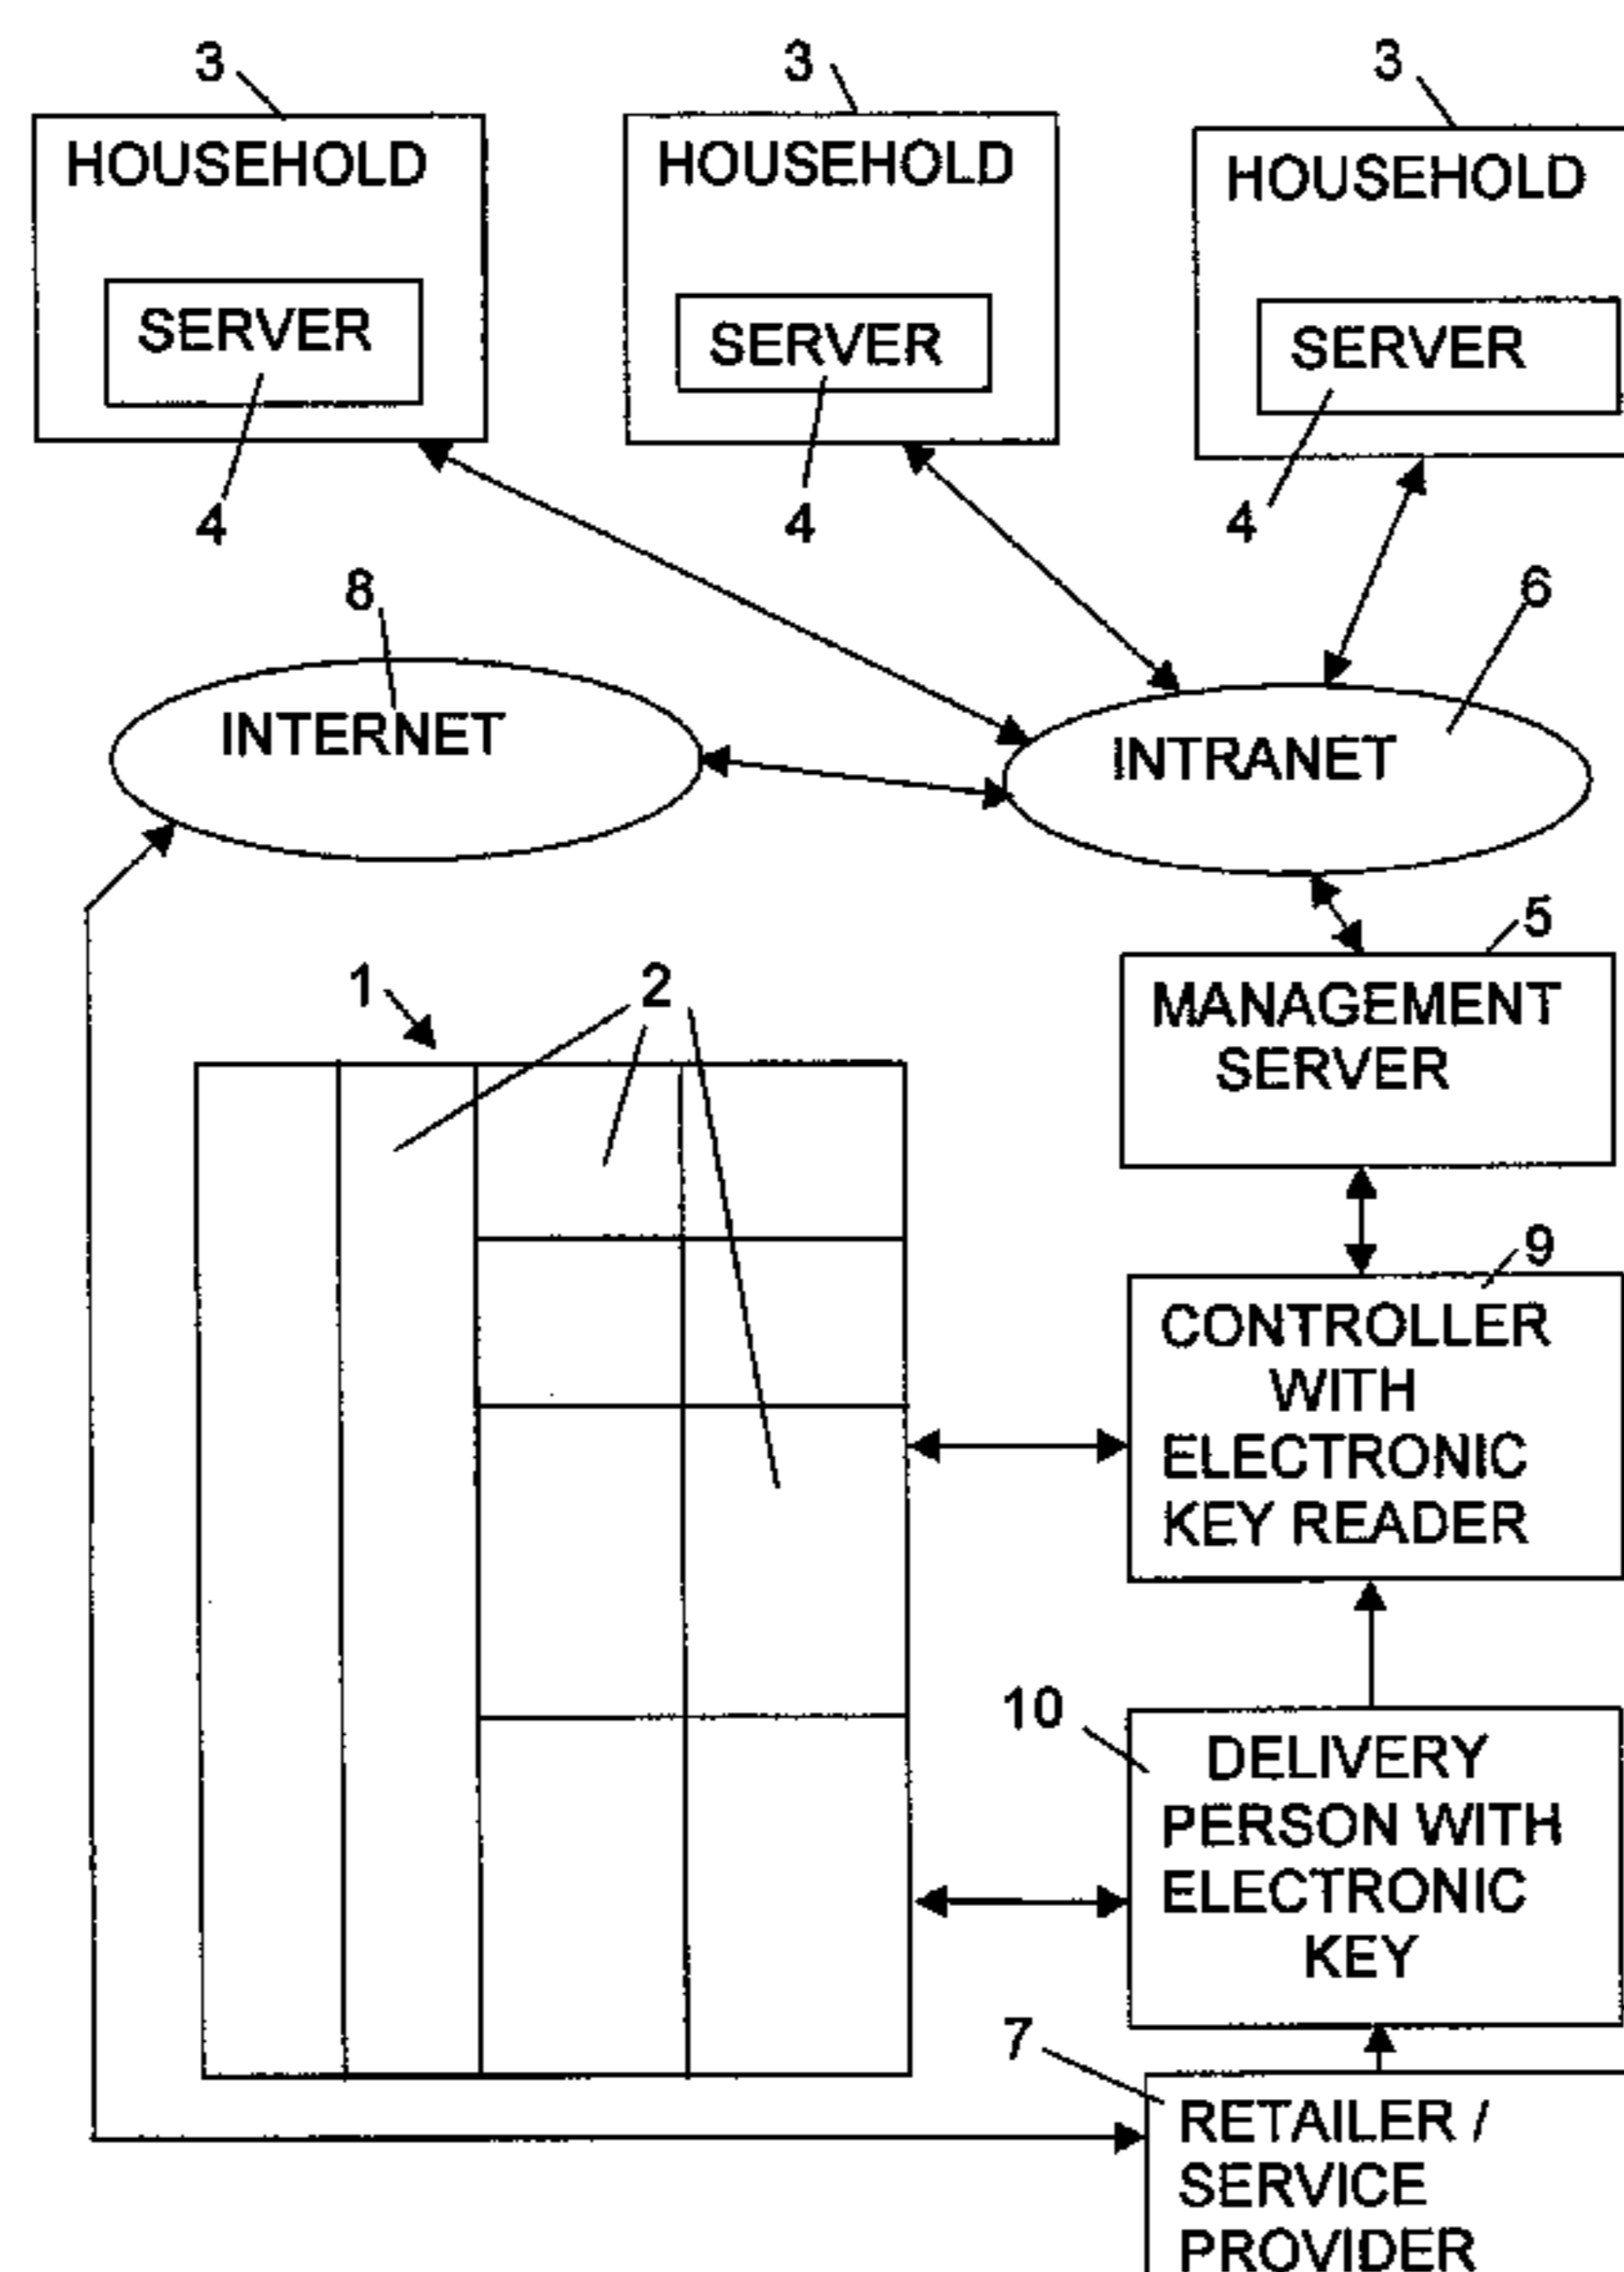 3
3
3
HOUSEHOLD
HOUSEHOLD
HOUSEHOLD
SERVER
SERVER
SERVER
4
4
4
8
6
INTERNET
INTRANET
5
1
2
MANAGEMENT
SERVER
9
CONTROLLER
WITH
ELECTRONIC
KEY READER
10
DELIVERY
PERSON WITH
ELECTRONIC
KEY
7
RETAILER /
SERVICE
PROVIDER